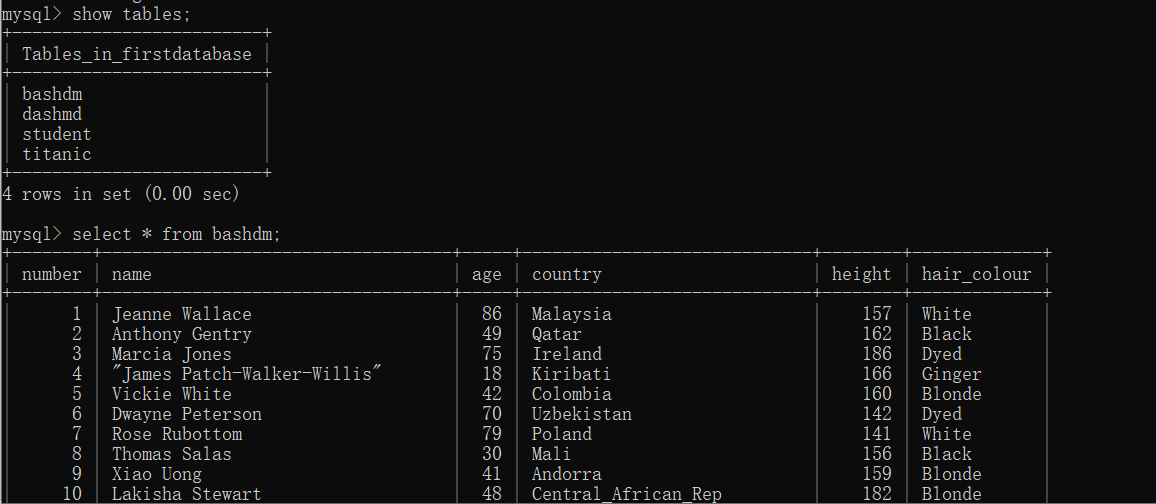 mysql> show tables;
Tables_in_firstdatabase
bashdm
dashmd
student
titanic
4 rows in set (0.00 sec)
mysql> select * from bashdm;
number | name | age | country | height | hair_colour
1 | Jeanne Wallace | 86 | Malaysia | 157 | White
2 | Anthony Gentry | 49 | Qatar | 162 | Black
3 | Marcia Jones | 75 | Ireland | 186 | Dyed
4 | "James Patch-Walker-Willis" | 18 | Kiribati | 166 | Ginger
5 | Vickie White | 42 | Colombia | 160 | Blonde
6 | Dwayne Peterson | 70 | Uzbekistan | 142 | Dyed
7 | Rose Rubottom | 79 | Poland | 141 | White
8 | Thomas Salas | 30 | Mali | 156 | Black
9 | Xiao Uong | 41 | Andorra | 159 | Blonde
10 | Lakisha Stewart | 48 | Central_African_Rep | 182 | Blonde